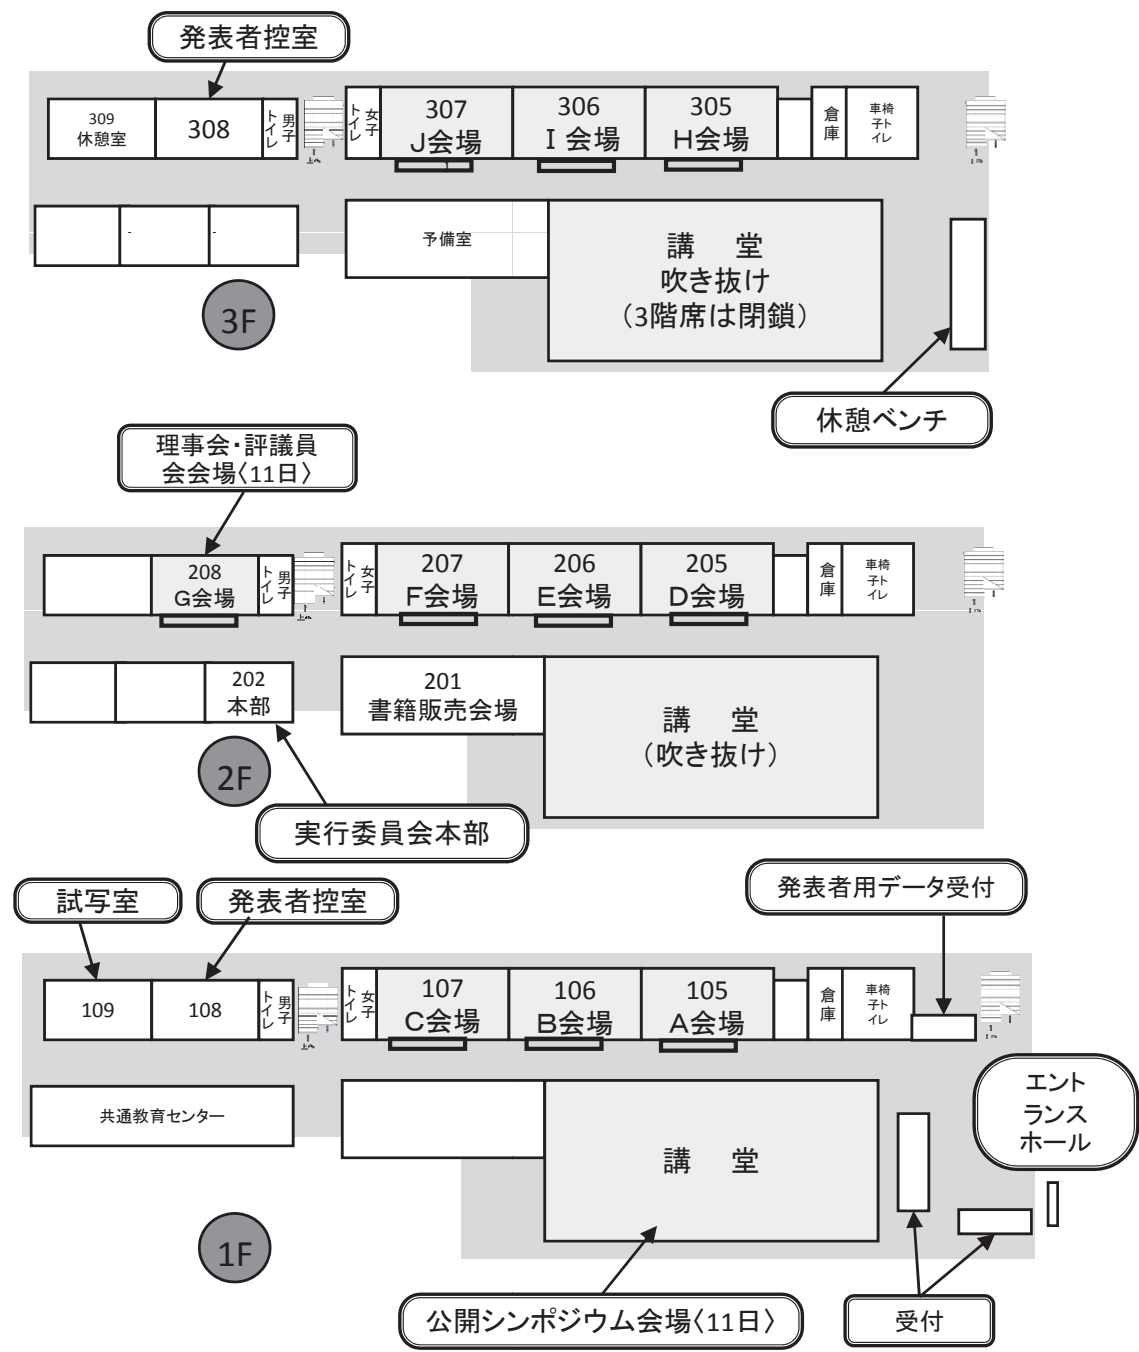 発表者控室
309
休憩室
308
男子
トイレ
上へ
女子
トイレ
307
J会場
306
I 会場
305
H会場
倉庫
車椅
子ト
イレ
予備室
講 堂
吹き抜け
（3階席は閉鎖）
3F
休憩ベンチ
理事会・評議員
会会場〈11日〉
208
G会場
男子
トイレ
上へ
女子
トイレ
207
F会場
206
E会場
205
D会場
倉庫
車椅
子ト
イレ
202
本部
201
書籍販売会場
講 堂
（吹き抜け）
2F
実行委員会本部
試写室
発表者控室
発表者用データ受付
109
108
男子
トイレ
上へ
女子
トイレ
107
C会場
106
B会場
105
A会場
倉庫
車椅
子ト
イレ
エント
ランス
ホール
共通教育センター
講 堂
1F
公開シンポジウム会場〈11日〉
受付